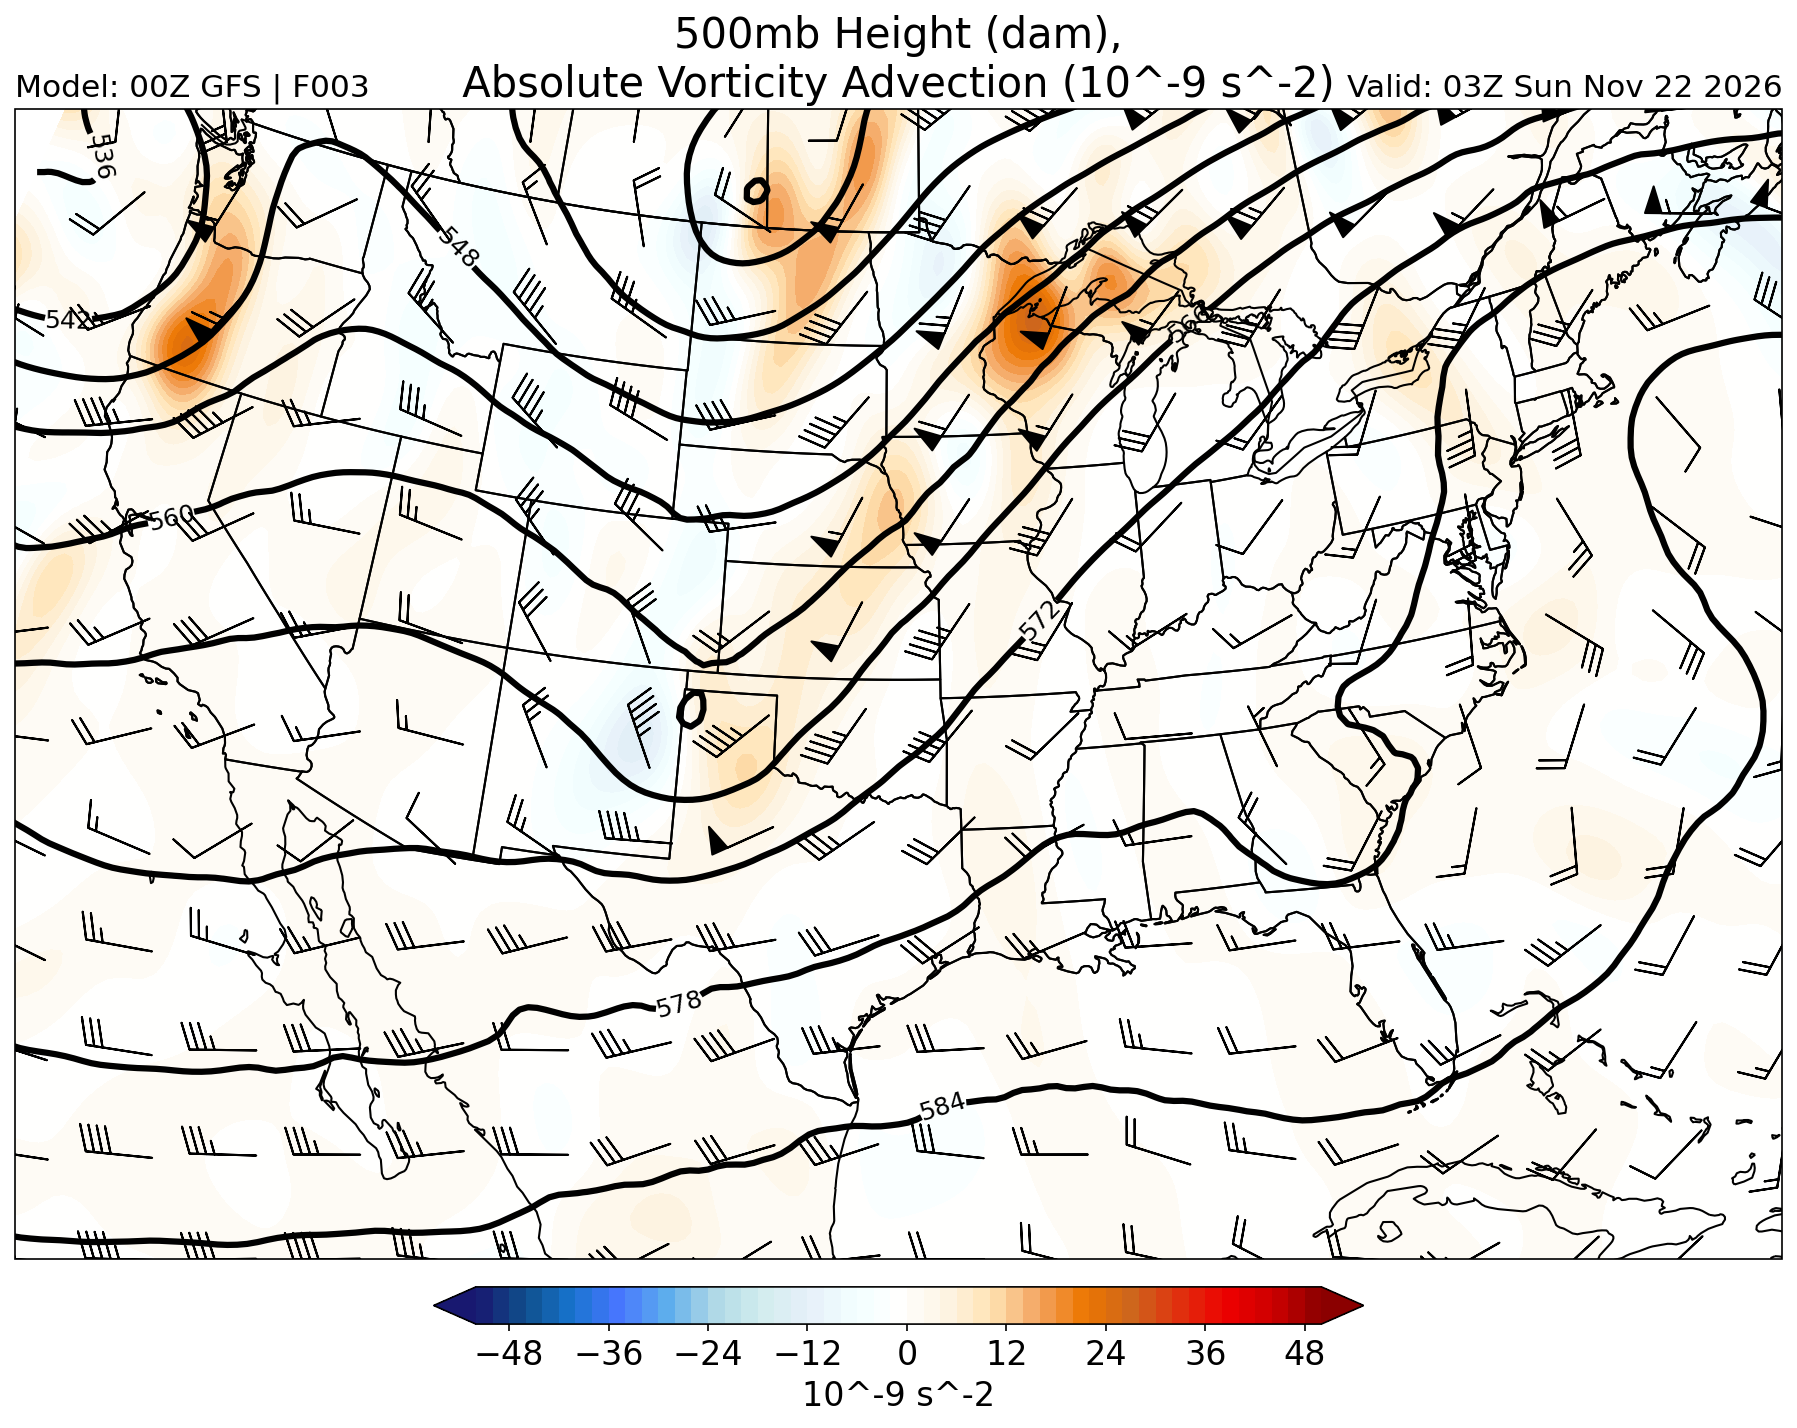 500mb Height (dam),
Model: 00Z GFS | F003
Absolute Vorticity Advection (10^-9 s^-2)
Valid: 03Z Sun Nov 22 2026
536
548
542
560
572
578
584
−48 −36 −24 −12 0 12 24 36 48
10^-9 s^-2